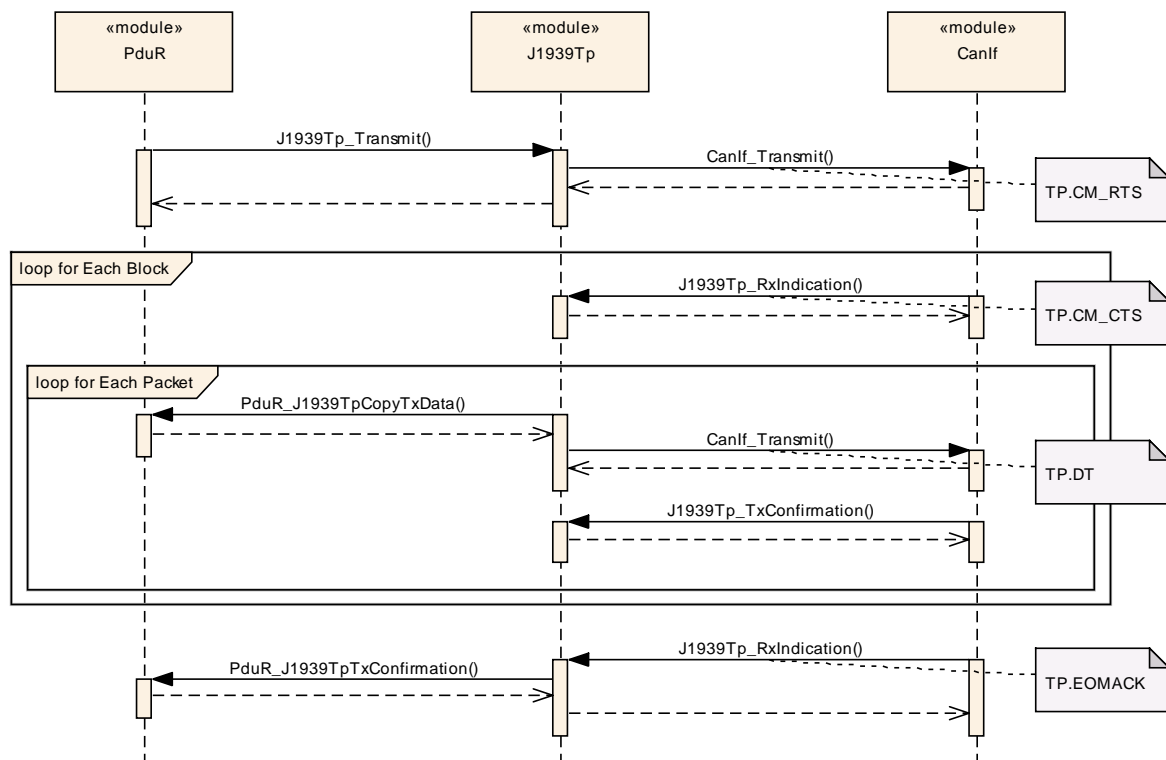 «module»
PduR
«module»
J1939Tp
«module»
CanIf
J1939Tp_Transmit()
CanIf_Transmit()
TP.CM_RTS
loop for Each Block
J1939Tp_RxIndication()
TP.CM_CTS
loop for Each Packet
PduR_J1939TpCopyTxData()
CanIf_Transmit()
TP.DT
J1939Tp_TxConfirmation()
J1939Tp_RxIndication()
PduR_J1939TpTxConfirmation()
TP.EOMACK